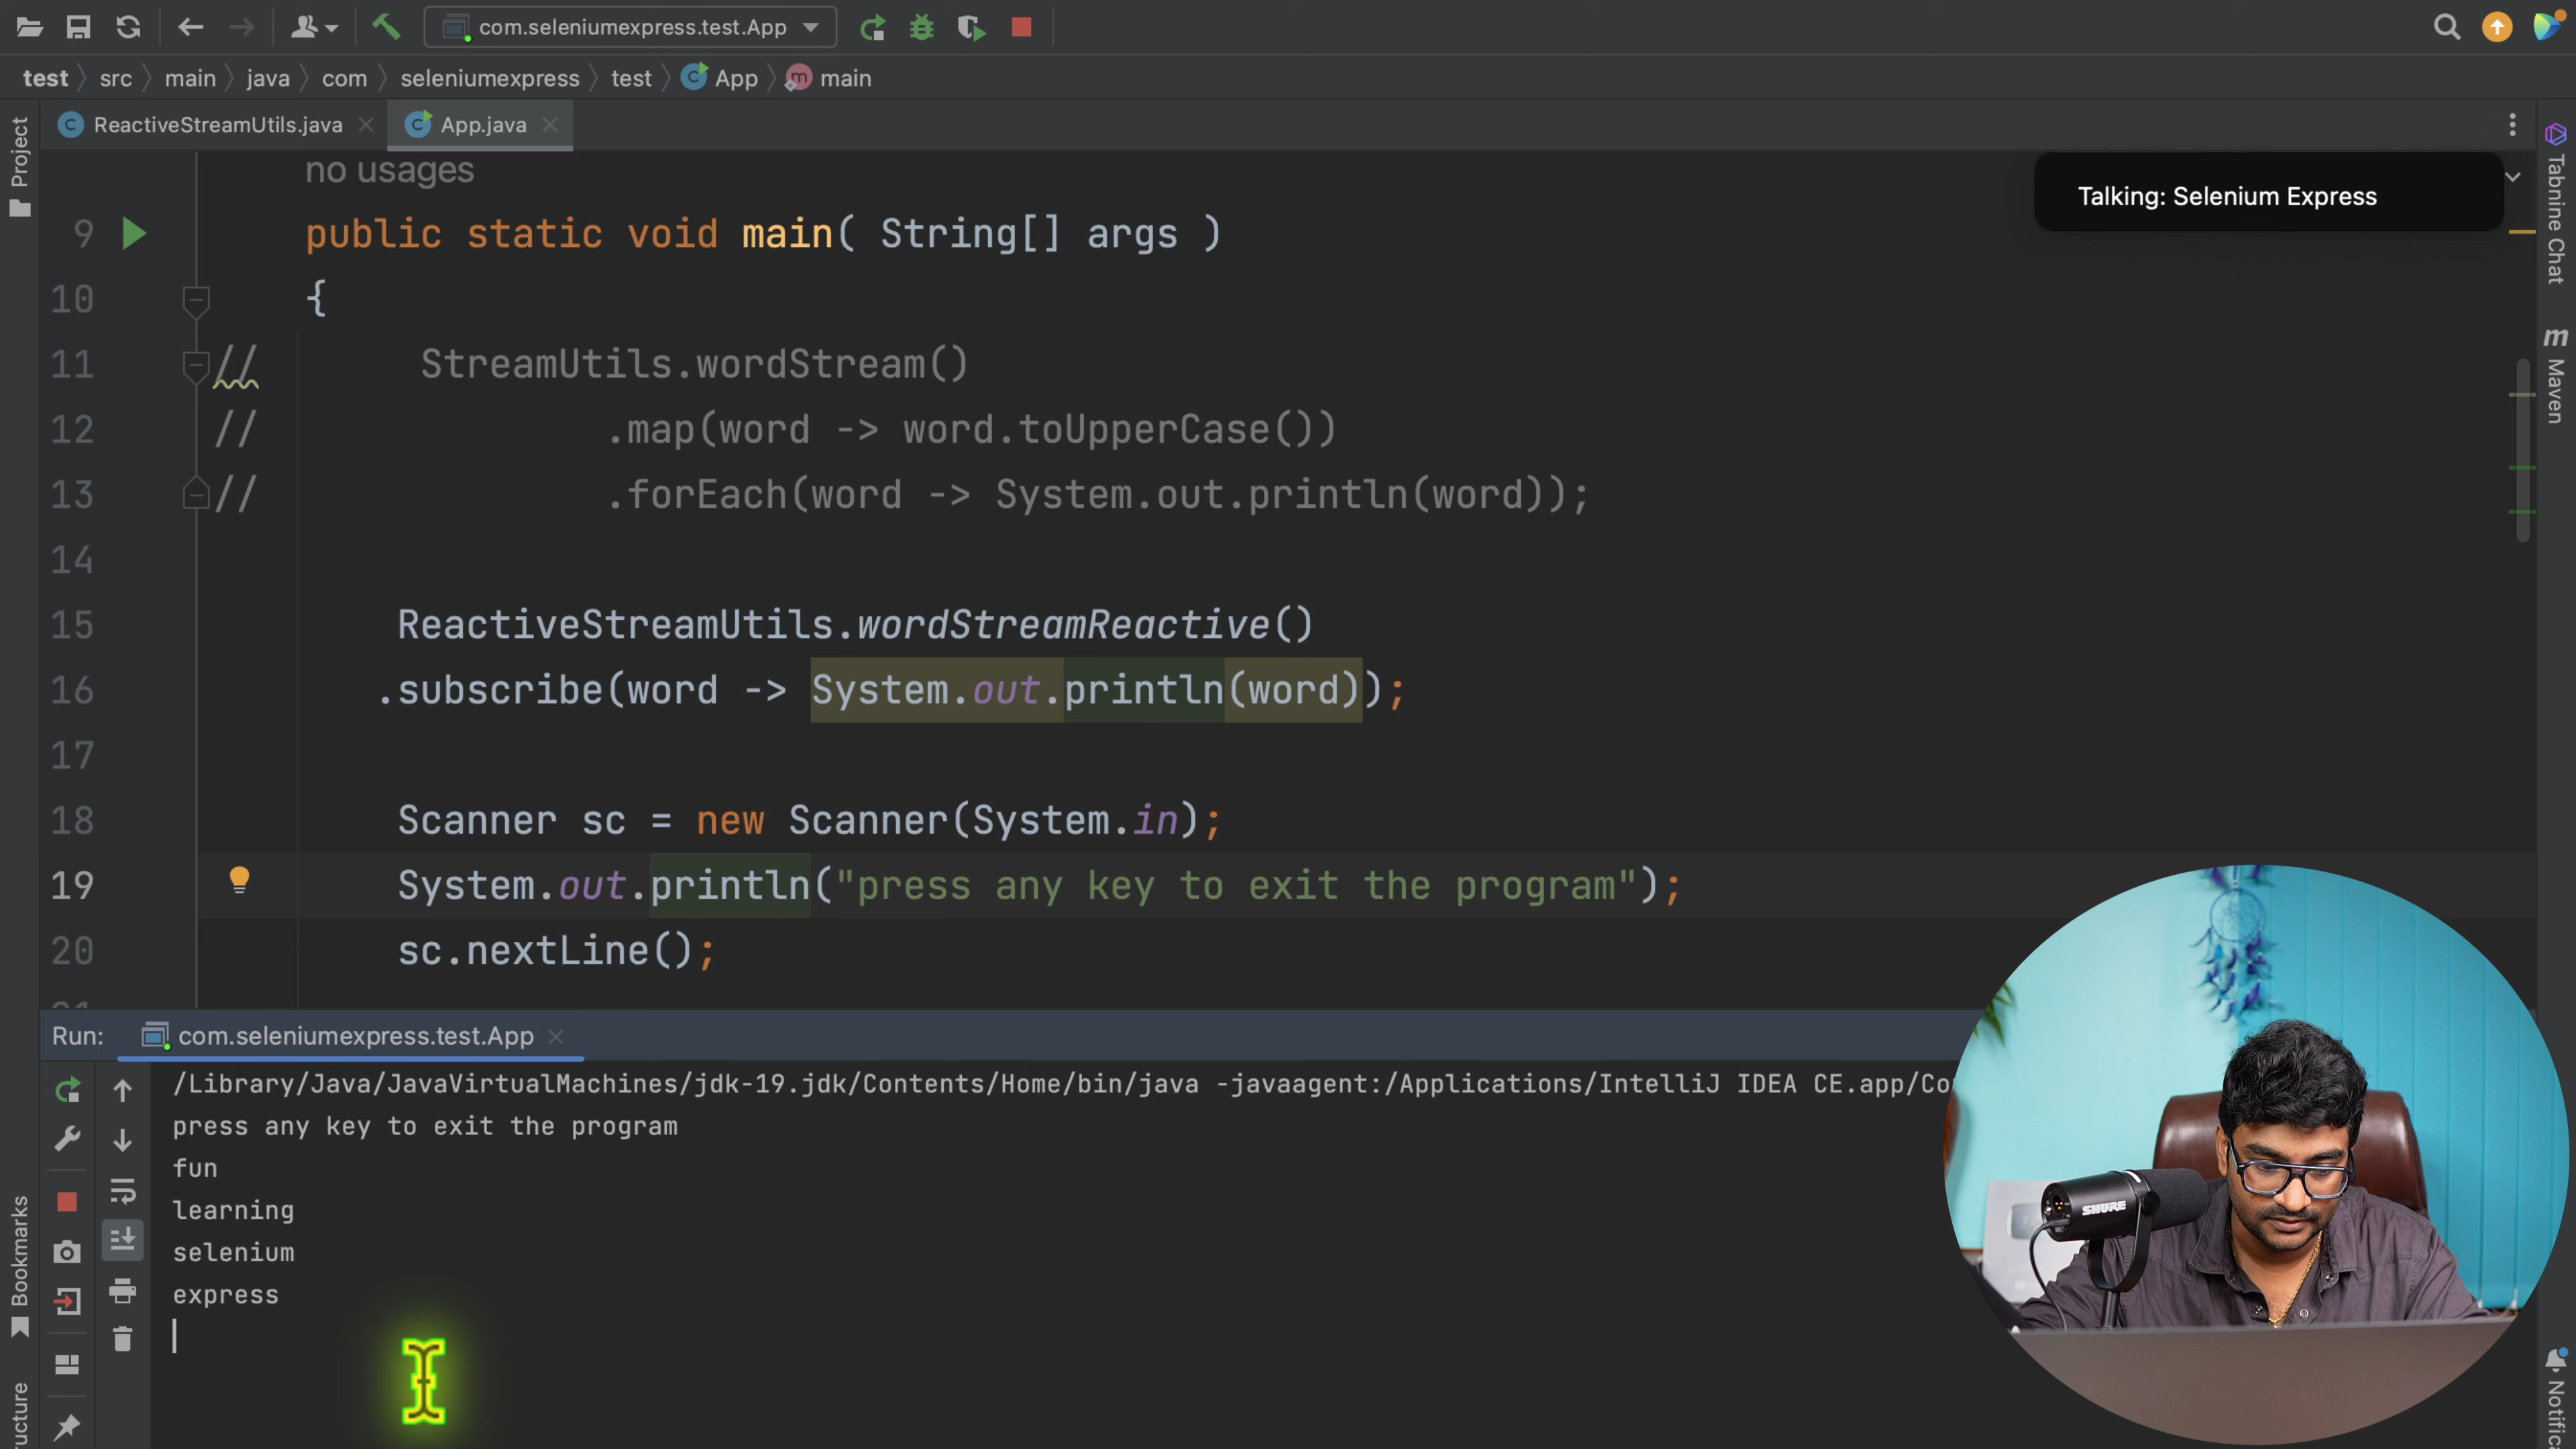 com.seleniumexpress.test.App
test src main java com seleniumexpress test App main
Project
ReactiveStreamUtils.java
App.java
Talking: Selenium Express
Tabnine Chat
Maven
no usages
9 public static void main( String[] args )
10 {
11 // StreamUtils.wordStream()
12 // .map(word -> word.toUpperCase())
13 // .forEach(word -> System.out.println(word));
14
15 ReactiveStreamUtils.wordStreamReactive()
16 .subscribe(word -> System.out.println(word));
17
18 Scanner sc = new Scanner(System.in);
19 System.out.println("press any key to exit the program");
20 sc.nextLine();
Run: com.seleniumexpress.test.App
/Library/Java/JavaVirtualMachines/jdk-19.jdk/Contents/Home/bin/java -javaagent:/Applications/IntelliJ IDEA CE.app/Co
press any key to exit the program
fun
learning
selenium
express
Bookmarks
SHURE